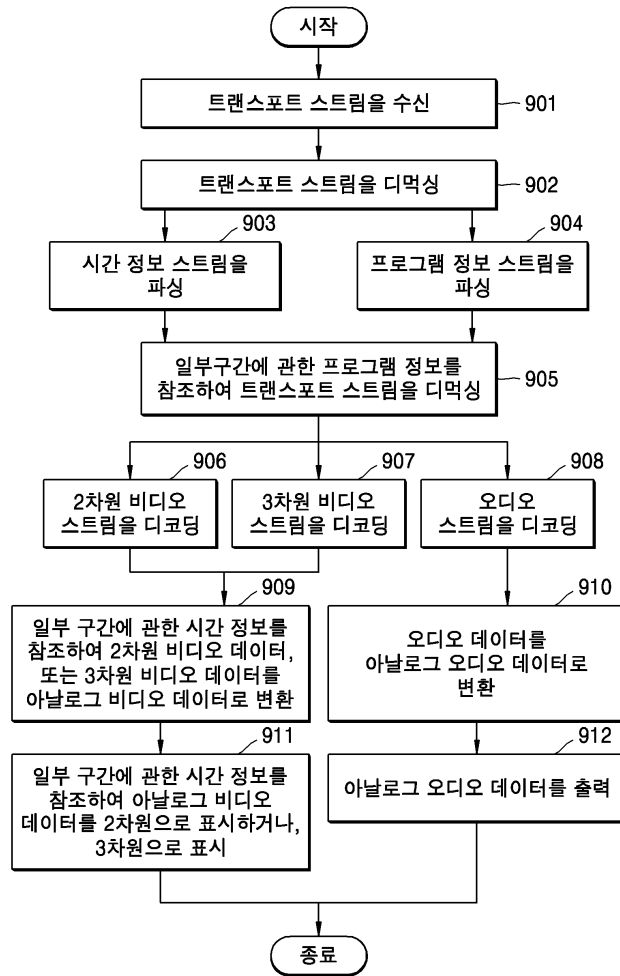 시작
트랜스포트 스트림을 수신
901
트랜스포트 스트림을 디먹싱
902
903
시간 정보 스트림을
파싱
904
프로그램 정보 스트림을
파싱
일부구간에 관한 프로그램 정보를
참조하여 트랜스포트 스트림을 디먹싱
905
906
2차원 비디오
스트림을 디코딩
907
3차원 비디오
스트림을 디코딩
908
오디오
스트림을 디코딩
909
일부 구간에 관한 시간 정보를
참조하여 2차원 비디오 데이터,
또는 3차원 비디오 데이터를
아날로그 비디오 데이터로 변환
910
오디오 데이터를
아날로그 오디오 데이터로
변환
911
일부 구간에 관한 시간 정보를
참조하여 아날로그 비디오
데이터를 2차원으로 표시하거나,
3차원으로 표시
912
아날로그 오디오 데이터를 출력
종료